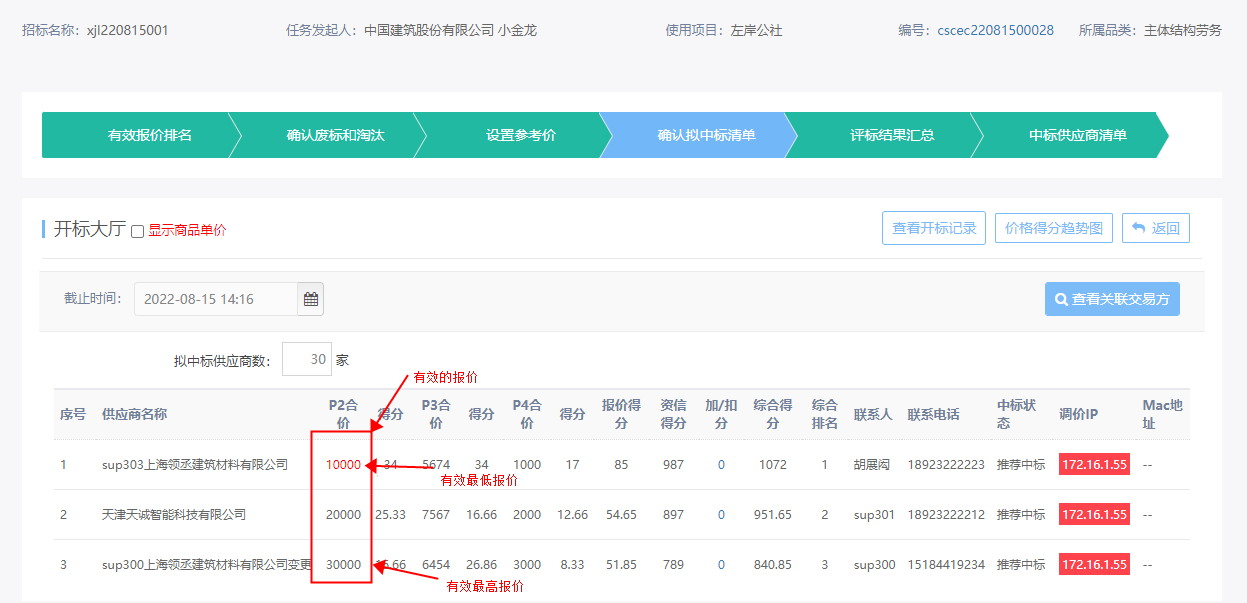 招标名称：xjl220815001 任务发起人：中国建筑股份有限公司 小金龙 使用项目：左岸公社 编号：cscec22081500028 所属品类：主体结构劳务
有效报价排名 确认废标和淘汰 设置参考价 确认拟中标清单 评标结果汇总 中标供应商清单
开标大厅 显示商品单价 查看开标记录 价格得分趋势图 返回
截止时间： 2022-08-15 14:16 查看关联交易方
拟中标供应商数： 30 家
有效的报价
序号 供应商名称 P2合价 得分 P3合价 得分 P4合价 得分 报价得分 资信得分 加/扣分 综合得分 综合排名 联系人 联系电话 中标状态 调价IP Mac地址
1 sup303上海领丞建筑材料有限公司 10000 34 5674 34 1000 17 85 987 0 1072 1 胡展闳 18923222223 推荐中标 172.16.1.55 --
有效最低报价
2 天津天诚智能科技有限公司 20000 25.33 7567 16.66 2000 12.66 54.65 897 0 951.65 2 sup301 18923222212 推荐中标 172.16.1.55 --
3 sup300上海领丞建筑材料有限公司变更 30000 16.66 6454 26.86 3000 8.33 51.85 789 0 840.85 3 sup300 15184419234 推荐中标 172.16.1.55 --
有效最高报价